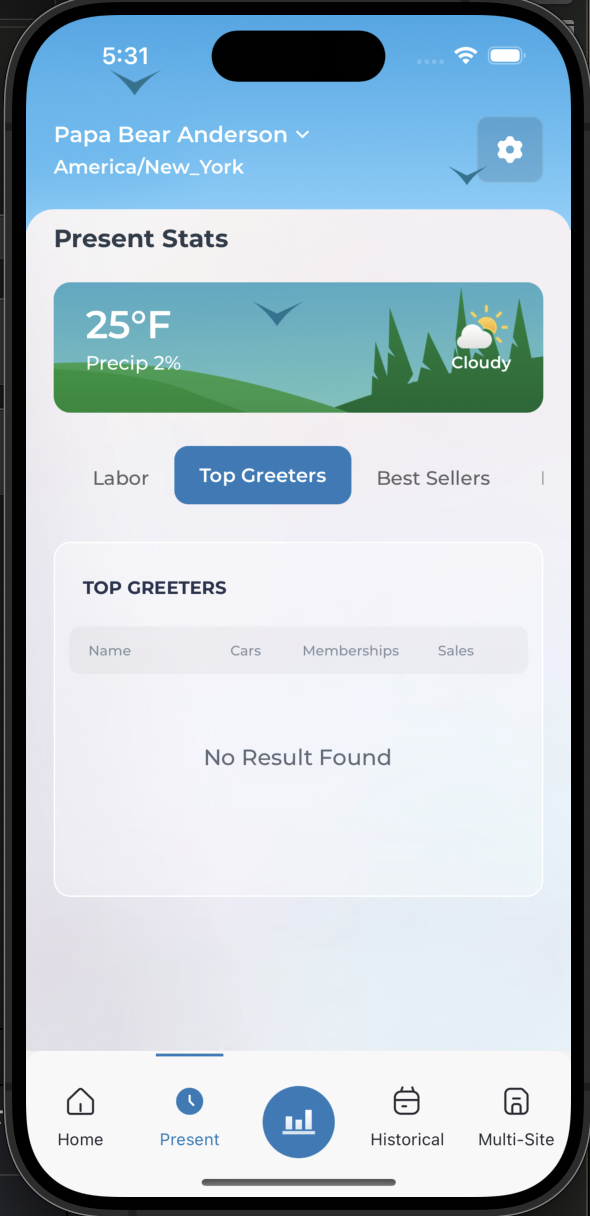 5:31
Papa Bear Anderson
America/New_York
Present Stats
25°F
Precip 2%
Cloudy
Labor
Top Greeters
Best Sellers
TOP GREETERS
Name Cars Memberships Sales
No Result Found
Home Present Historical Multi-Site